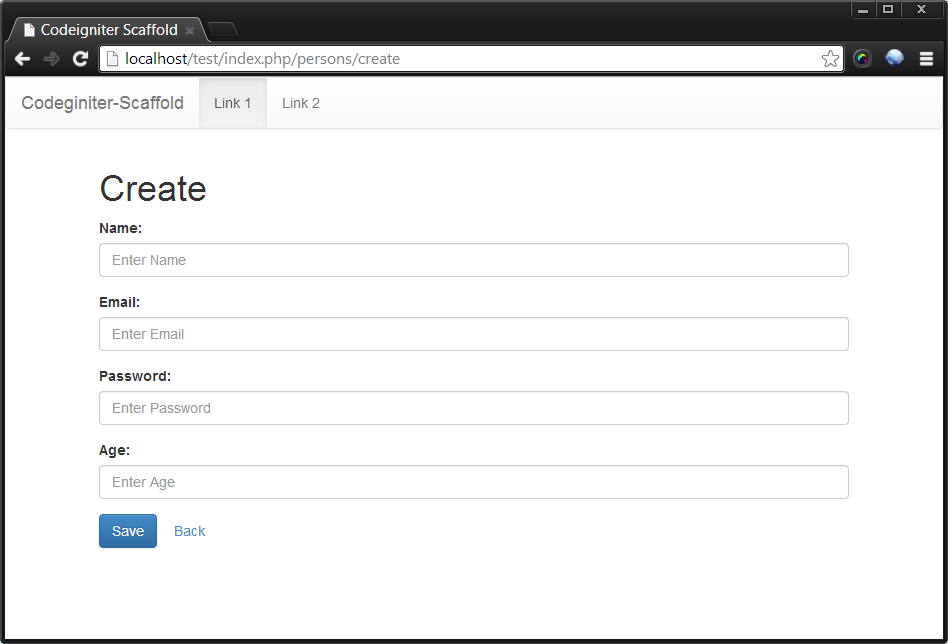 Codeigniter Scaffold
localhost/test/index.php/persons/create
Codeginiter-Scaffold Link 1 Link 2
Create
Name:
Enter Name
Email:
Enter Email
Password:
Enter Password
Age:
Enter Age
Save Back